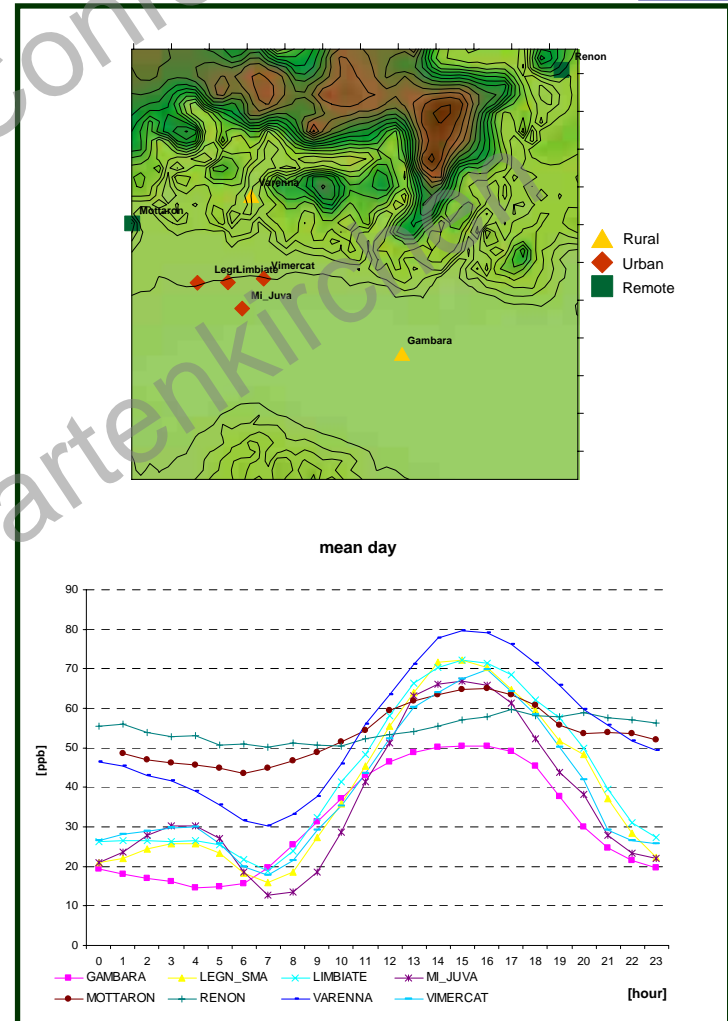 Renon
Varenna
Mottaron
Rural
Urban
Remote
Legn Limbiate Vimercat
Mi_Juva
Gambara
artenkirchen
mean day
90
80
70
60
50
40
30
20
10
0
[ppb]
0 1 2 3 4 5 6 7 8 9 10 11 12 13 14 15 16 17 18 19 20 21 22 23
GAMBARA LEGN_SMA LIMBIATE MI_JUVA
MOTTARON RENON VARENNA VIMERCAT
[hour]